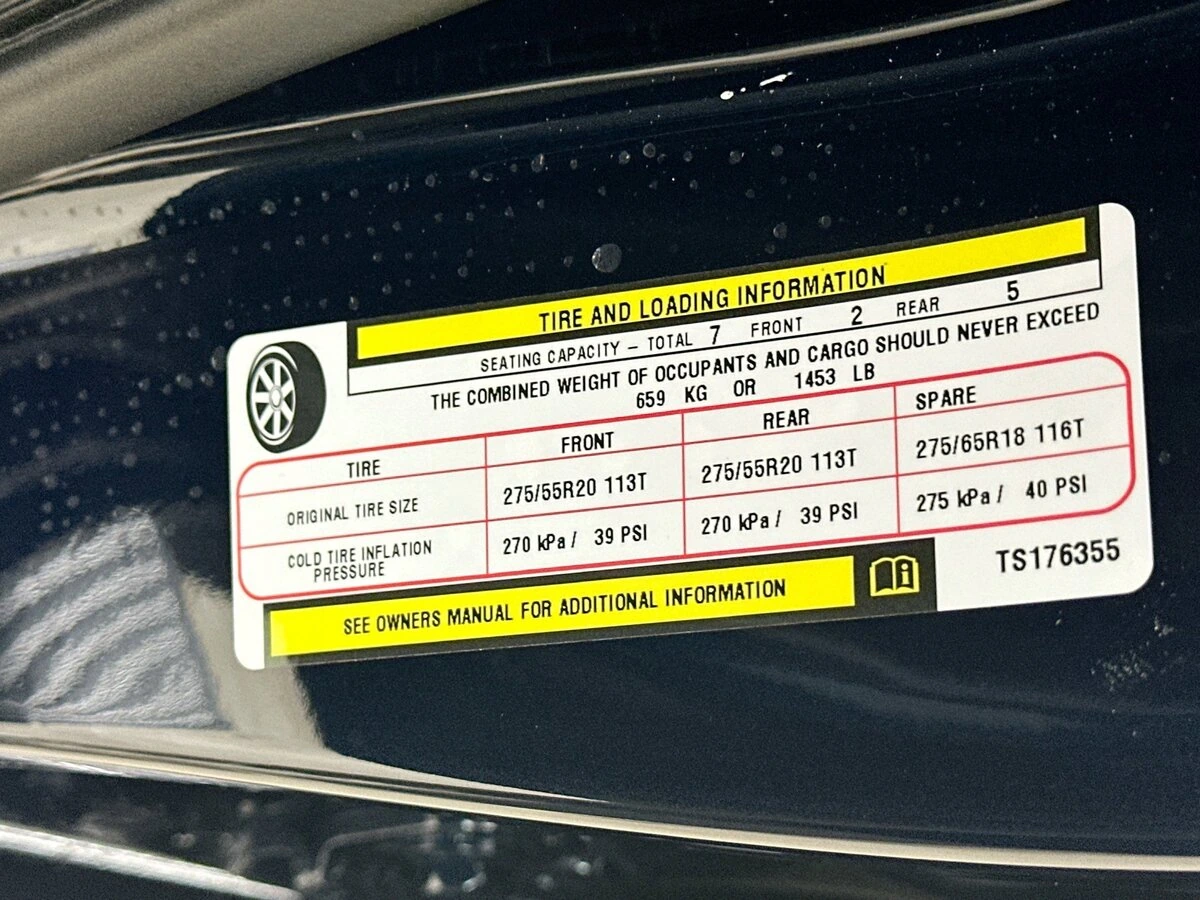 TIRE AND LOADING INFORMATION
SEATING CAPACITY – TOTAL 7 FRONT 2 REAR 5
THE COMBINED WEIGHT OF OCCUPANTS AND CARGO SHOULD NEVER EXCEED
659 KG OR 1453 LB
TIRE FRONT REAR SPARE
ORIGINAL TIRE SIZE 275/55R20 113T 275/55R20 113T 275/65R18 116T
COLD TIRE INFLATION PRESSURE 270 kPa / 39 PSI 270 kPa / 39 PSI 275 kPa / 40 PSI
SEE OWNERS MANUAL FOR ADDITIONAL INFORMATION
TS176355